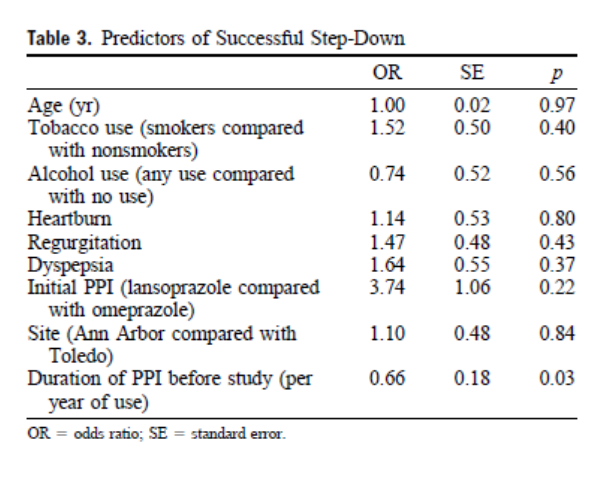 Table 3. Predictors of Successful Step-Down
OR SE p
Age (yr) 1.00 0.02 0.97
Tobacco use (smokers compared 1.52 0.50 0.40
with nonsmokers)
Alcohol use (any use compared 0.74 0.52 0.56
with no use)
Heartburn 1.14 0.53 0.80
Regurgitation 1.47 0.48 0.43
Dyspepsia 1.64 0.55 0.37
Initial PPI (lansoprazole compared 3.74 1.06 0.22
with omeprazole)
Site (Ann Arbor compared with 1.10 0.48 0.84
Toledo)
Duration of PPI before study (per 0.66 0.18 0.03
year of use)
OR = odds ratio; SE = standard error.